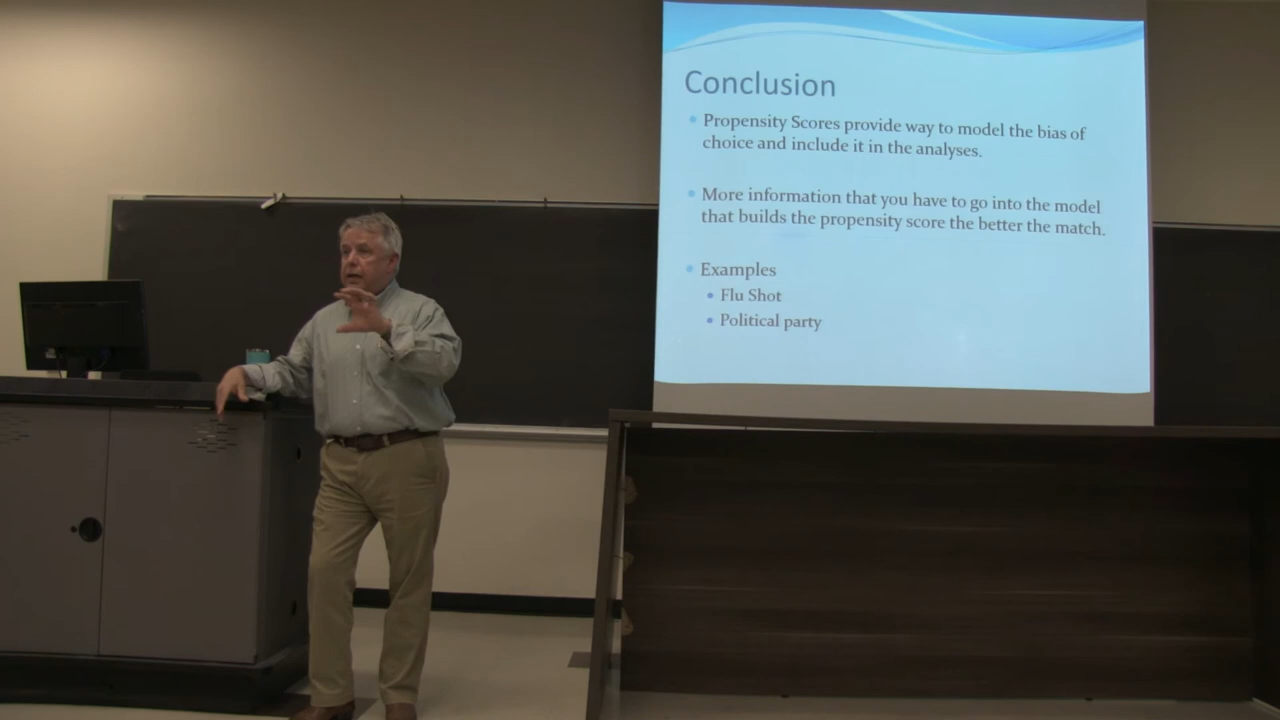 Conclusion
Propensity Scores provide way to model the bias of
choice and include it in the analyses.
More information that you have to go into the model
that builds the propensity score the better the match.
Examples
Flu Shot
Political party